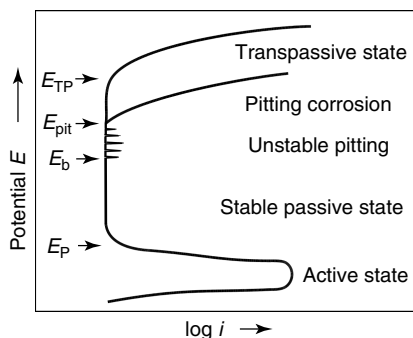 Potential E
E_TP
E_pit
E_b
E_P
Transpassive state
Pitting corrosion
Unstable pitting
Stable passive state
Active state
log i